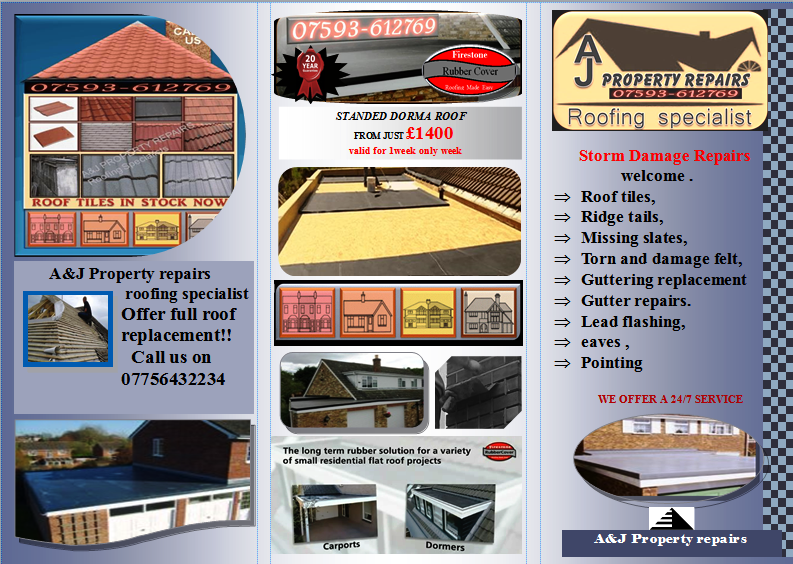 CALL
US
07593-612769
ROOF TILES IN STOCK NOW
A&J Property repairs
roofing specialist
Offer full roof
replacement!!
Call us on
07756432234
07593-612769
20
YEAR
Guarantee
Firestone
Rubber Cover
Roofing Made Easy
STANDED DORMA ROOF
FROM JUST £1400
valid for 1week only week
The long term rubber solution for a variety
of small residential flat roof projects
Firestone
RubberCover
Carports
Dormers
A
J PROPERTY REPAIRS
07593-612769
Roofing specialist
Storm Damage Repairs
welcome .
⇒ Roof tiles,
⇒ Ridge tails,
⇒ Missing slates,
⇒ Torn and damage felt,
⇒ Guttering replacement
⇒ Gutter repairs.
⇒ Lead flashing,
⇒ eaves ,
⇒ Pointing
WE OFFER A 24/7 SERVICE
A&J Property repairs